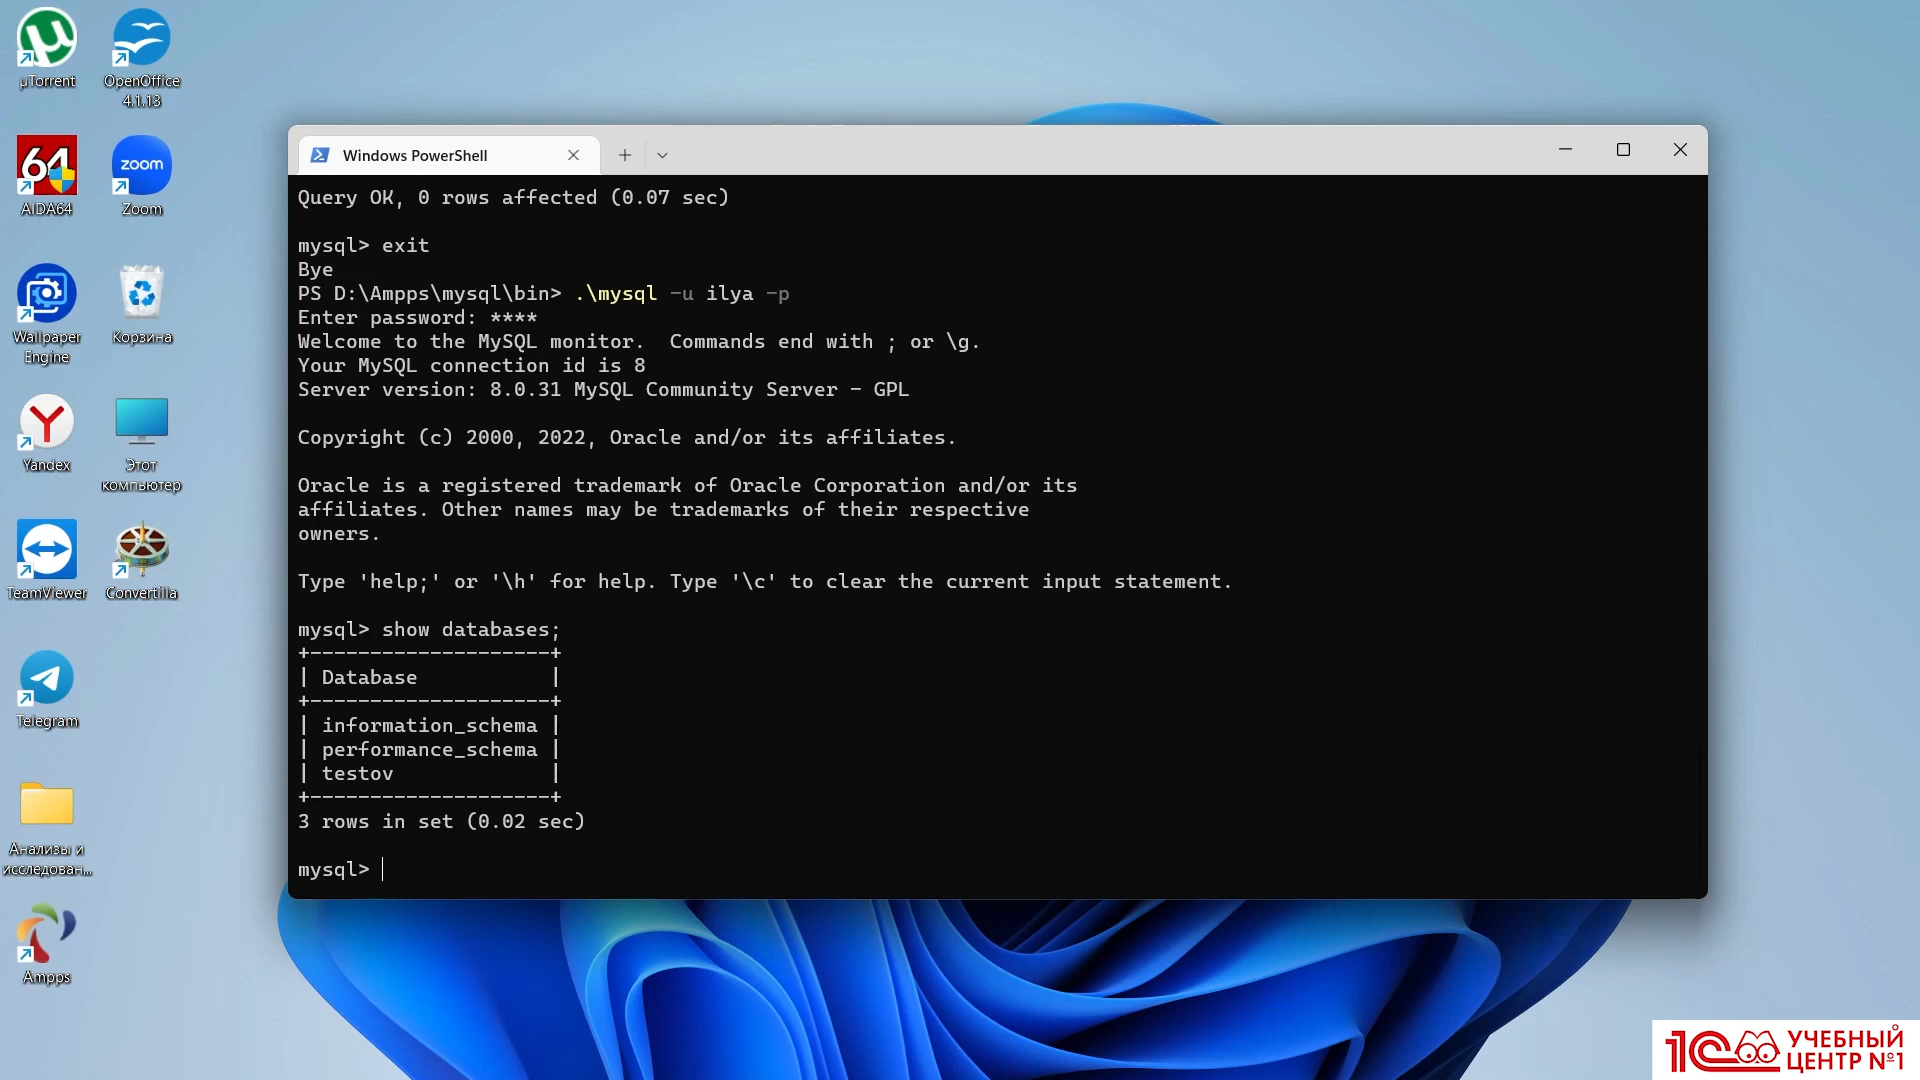 µTorrent
OpenOffice
4.1.13
64
AIDA64
zoom
Zoom
Wallpaper
Engine
Корзина
Yandex
Этот
компьютер
TeamViewer
Convertilla
Telegram
Анализы и
исследован...
Ampps
Windows PowerShell
Query OK, 0 rows affected (0.07 sec)
mysql> exit
Bye
PS D:\Ampps\mysql\bin> .\mysql -u ilya -p
Enter password: ****
Welcome to the MySQL monitor.  Commands end with ; or \g.
Your MySQL connection id is 8
Server version: 8.0.31 MySQL Community Server - GPL
Copyright (c) 2000, 2022, Oracle and/or its affiliates.
Oracle is a registered trademark of Oracle Corporation and/or its
affiliates. Other names may be trademarks of their respective
owners.
Type 'help;' or '\h' for help. Type '\c' to clear the current input statement.
mysql> show databases;
+--------------------+
| Database           |
+--------------------+
| information_schema |
| performance_schema |
| testov             |
+--------------------+
3 rows in set (0.02 sec)
mysql>
1С УЧЕБНЫЙ
ЦЕНТР №1